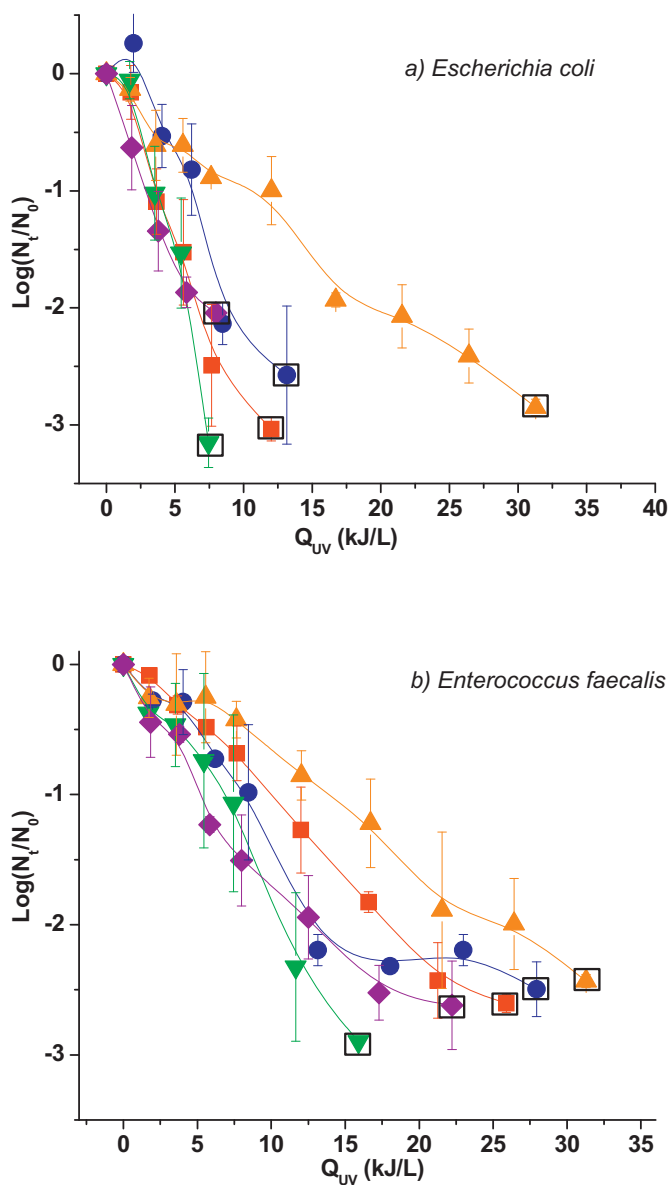 a) Escherichia coli
0
-1
-2
-3
Log(Nt/N0)
0 5 10 15 20 25 30 35 40
QUV (kJ/L)
b) Enterococcus faecalis
0
-1
-2
-3
Log(Nt/N0)
0 5 10 15 20 25 30 35
QUV (kJ/L)